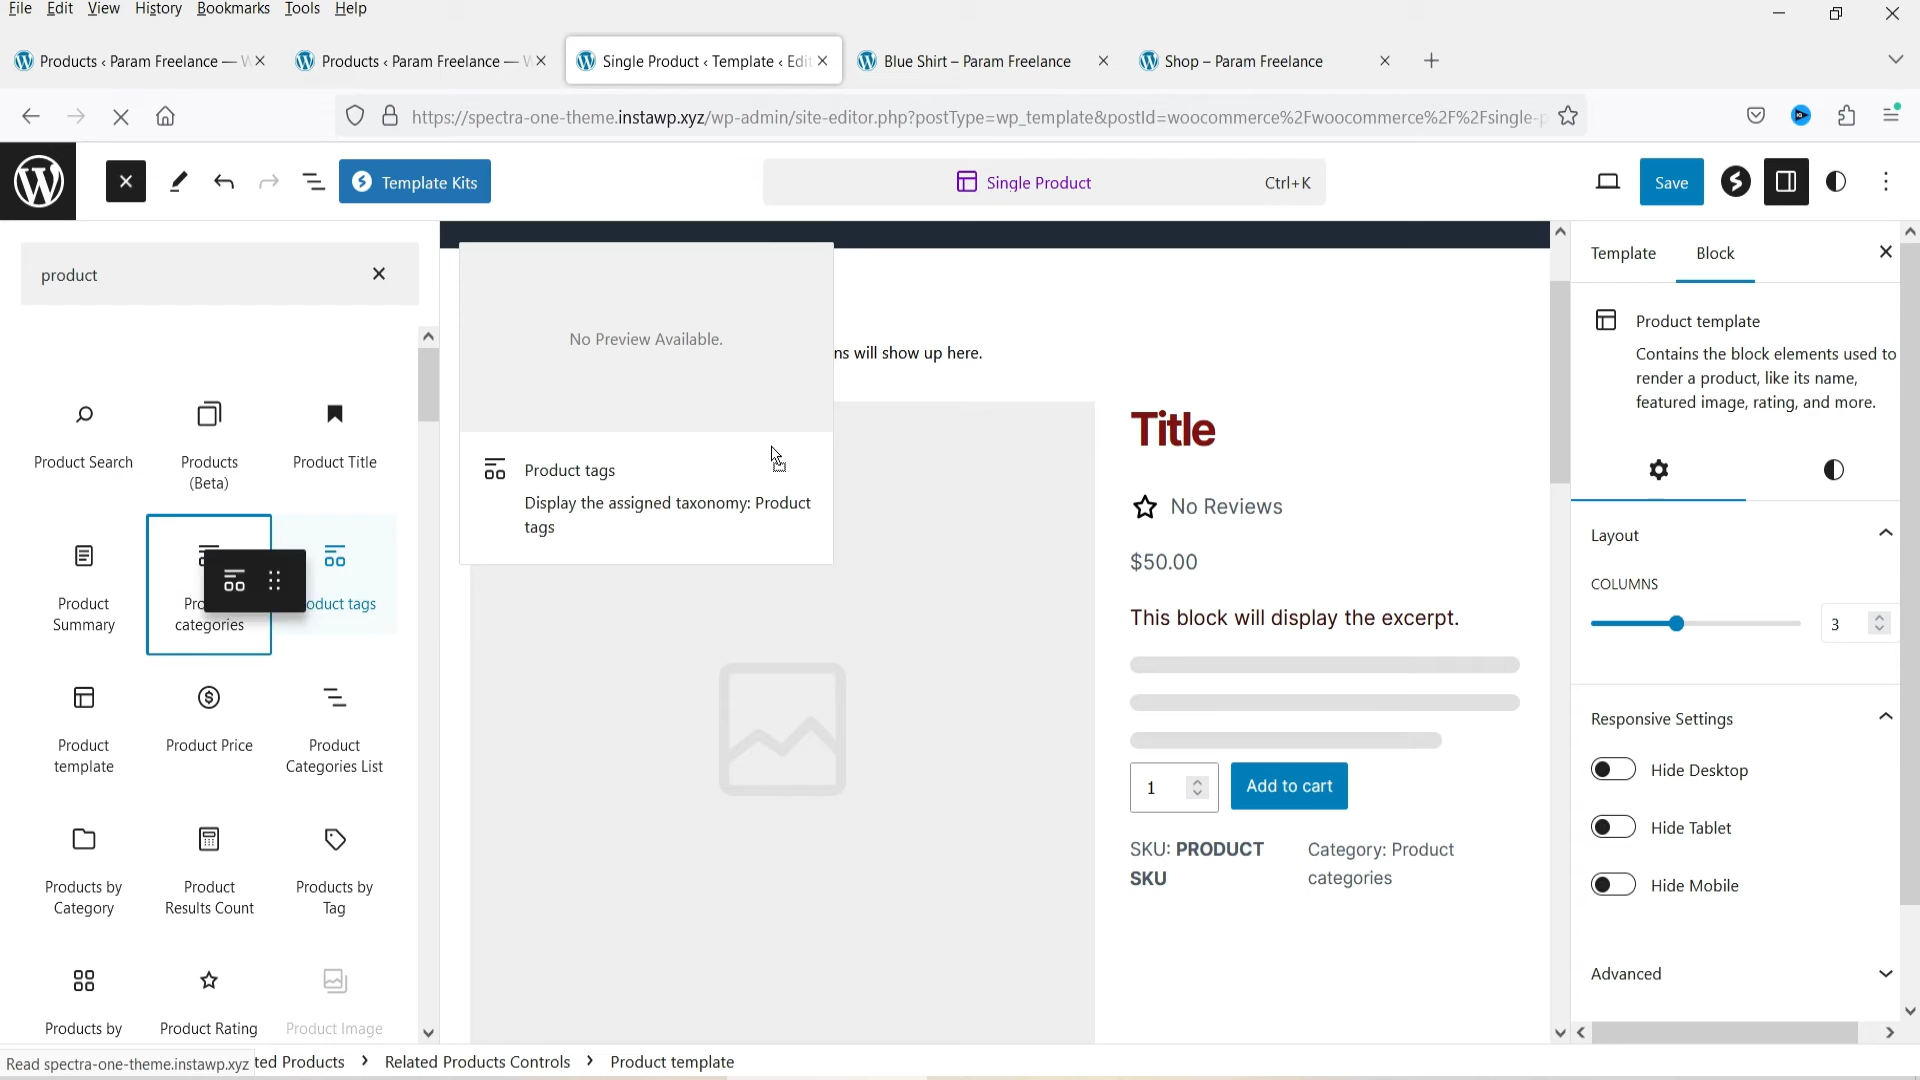 File Edit View History Bookmarks Tools Help
Products ‹ Param Freelance — W
Products ‹ Param Freelance — W
Single Product ‹ Template ‹ Edit
Blue Shirt – Param Freelance
Shop – Param Freelance
https://spectra-one-theme.instawp.xyz/wp-admin/site-editor.php?postType=wp_template&postId=woocommerce%2Fwoocommerce%2F%2Fsingle-p
Template Kits
Single Product
Ctrl+K
Save
product
Product Search
Products
(Beta)
Product Title
Product
Summary
Pro
categories
oduct tags
Product
template
Product Price
Product
Categories List
Products by
Category
Product
Results Count
Products by
Tag
Products by
Product Rating
Product Image
No Preview Available.
Product tags
Display the assigned taxonomy: Product
tags
ns will show up here.
Title
No Reviews
$50.00
This block will display the excerpt.
1
Add to cart
SKU: PRODUCT
SKU
Category: Product
categories
Template
Block
Product template
Contains the block elements used to
render a product, like its name,
featured image, rating, and more.
Layout
COLUMNS
3
Responsive Settings
Hide Desktop
Hide Tablet
Hide Mobile
Advanced
Read spectra-one-theme.instawp.xyz
ted Products › Related Products Controls › Product template